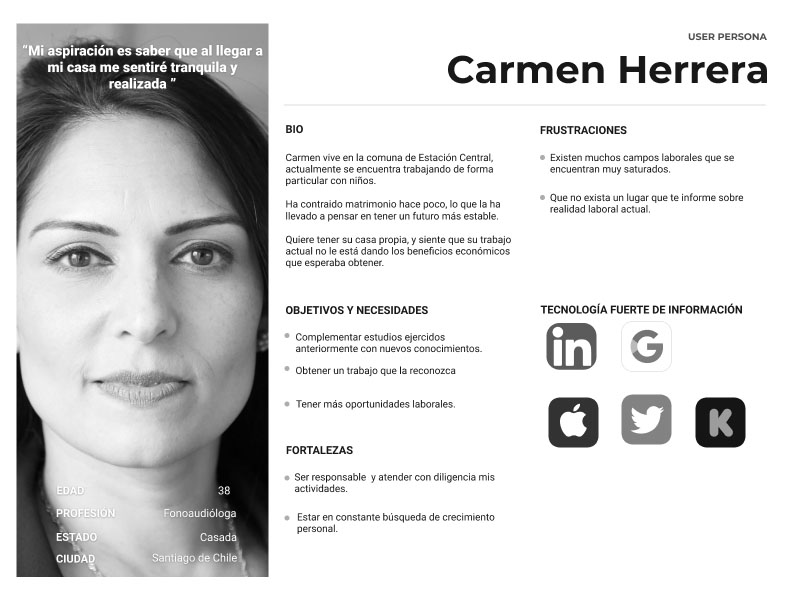 “Mi aspiración es saber que al llegar a
mi casa me sentiré tranquila y
realizada ”
EDAD 38
PROFESIÓN Fonoaudióloga
ESTADO Casada
CIUDAD Santiago de Chile
USER PERSONA
Carmen Herrera
BIO
Carmen vive en la comuna de Estación Central,
actualmente se encuentra trabajando de forma
particular con niños.
Ha contraido matrimonio hace poco, lo que la ha
llevado a pensar en tener un futuro más estable.
Quiere tener su casa propia, y siente que su trabajo
actual no le está dando los beneficios económicos
que esperaba obtener.
OBJETIVOS Y NECESIDADES
Complementar estudios ejercidos
anteriormente con nuevos conocimientos.
Obtener un trabajo que la reconozca
Tener más oportunidades laborales.
FORTALEZAS
Ser responsable  y atender con diligencia mis
actividades.
Estar en constante búsqueda de crecimiento
personal.
FRUSTRACIONES
Existen muchos campos laborales que se
encuentran muy saturados.
Que no exista un lugar que te informe sobre
realidad laboral actual.
TECNOLOGÍA FUERTE DE INFORMACIÓN
in
G
K